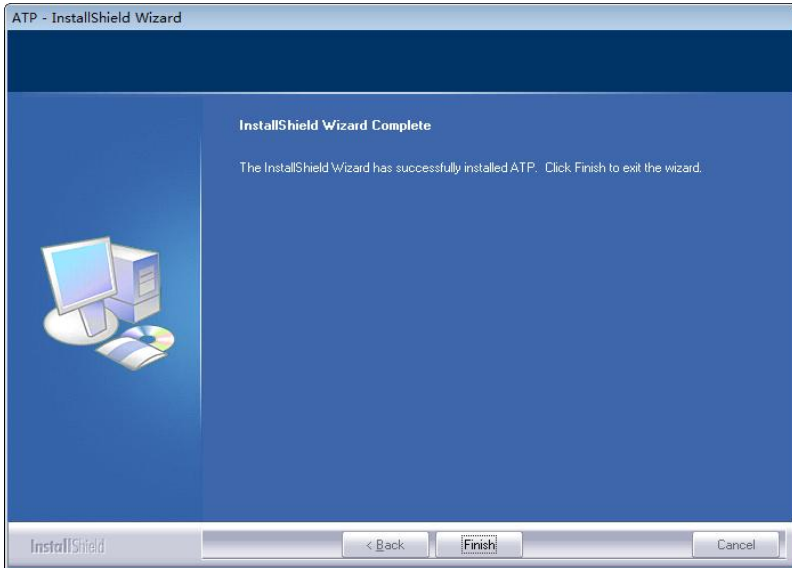 ATP - InstallShield Wizard
InstallShield Wizard Complete
The InstallShield Wizard has successfully installed ATP. Click Finish to exit the wizard.
InstallShield
< Back
Finish
Cancel